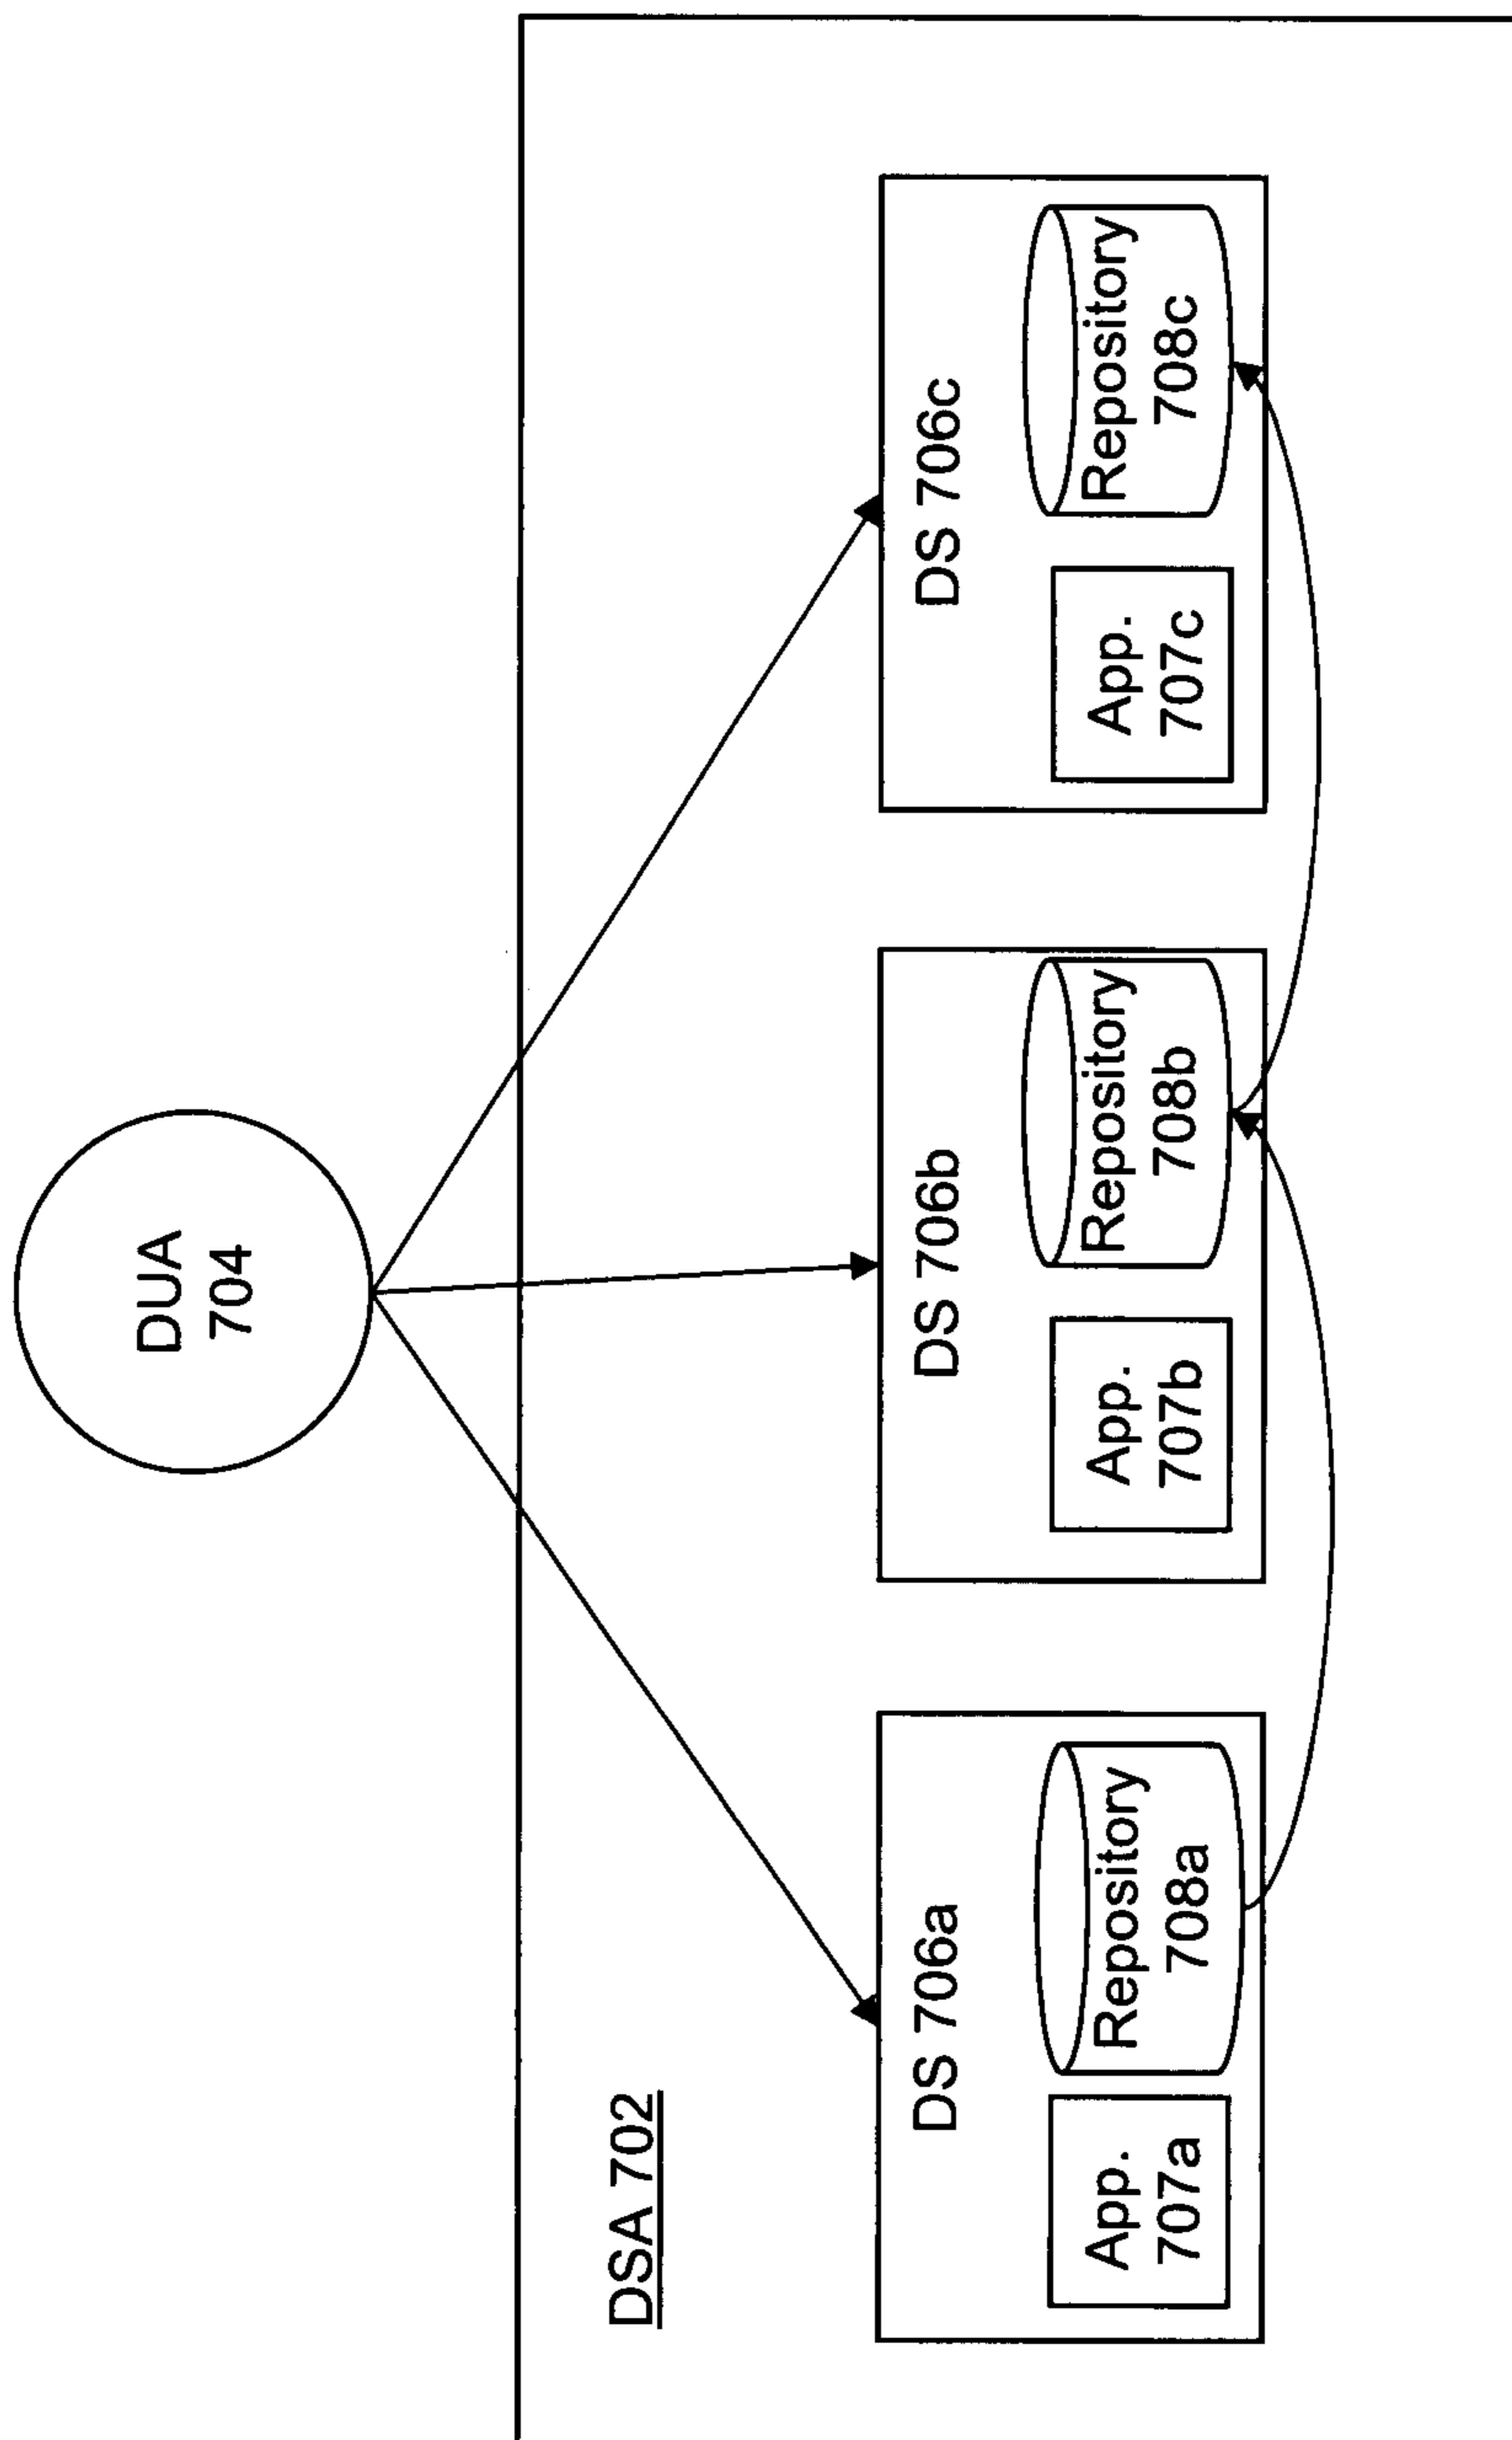 DUA
704
DSA 702
DS 706a
App.
707a
Repository
708a
DS 706b
App.
707b
Repository
708b
DS 706c
App.
707c
Repository
708c